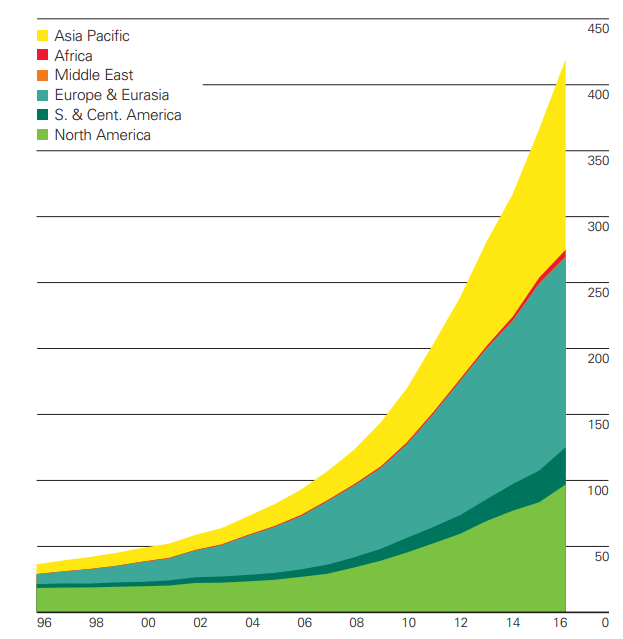 450
Asia Pacific
Africa
Middle East
400
Europe & Eurasia
S. & Cent. America
North America
350
300
250
200
150
100
50
96 98 00 02 04 06 08 10 12 14 16 0